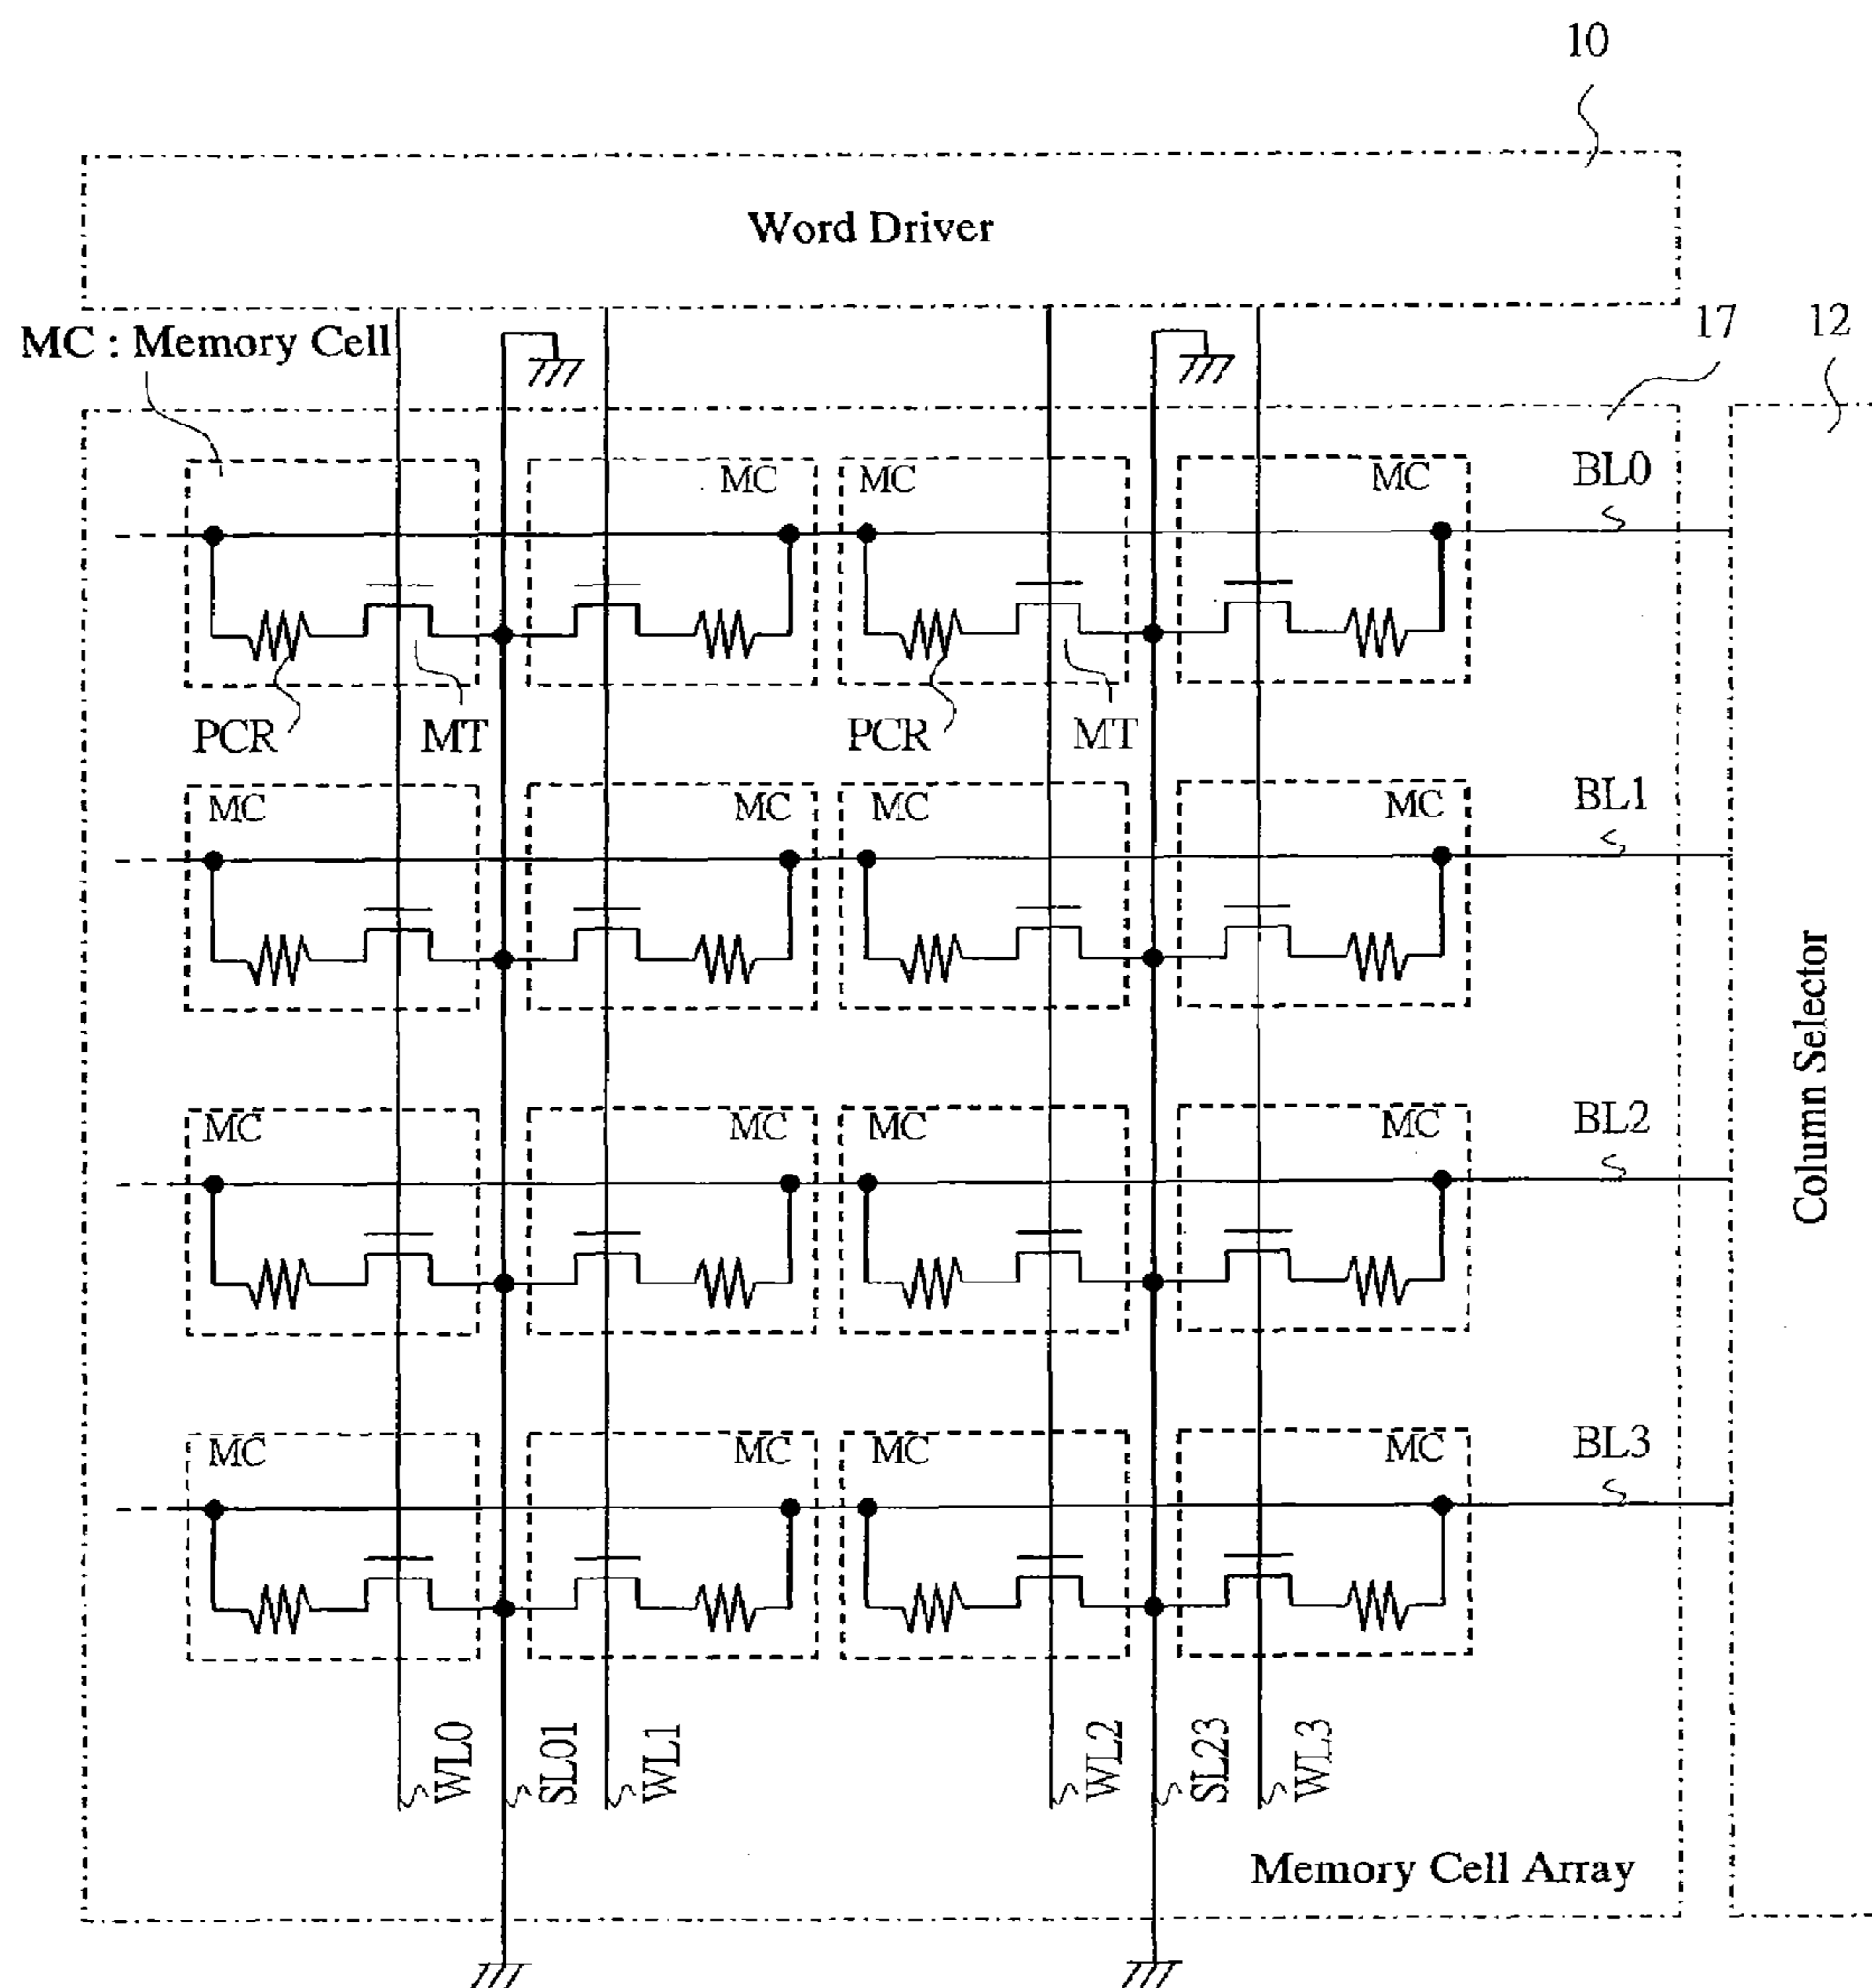 10
Word Driver
MC : Memory Cell
17
12
MC
MC
MC
BL0
PCR
MT
PCR
MT
MC
MC
MC
MC
BL1
MC
MC
MC
MC
BL2
Column Selector
MC
MC
MC
MC
BL3
WL0
SL01
WL1
WL2
SL23
WL3
Memory Cell Array